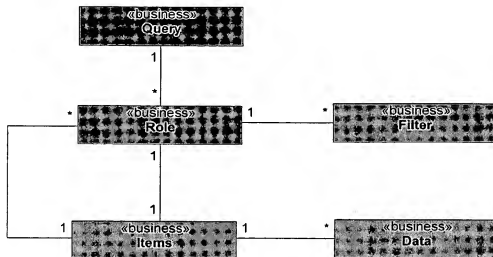 «business»
Query
1
*
* «business» 1 * «business»
Role Filter
1
1
1 «business» 1 * «business»
Items Data